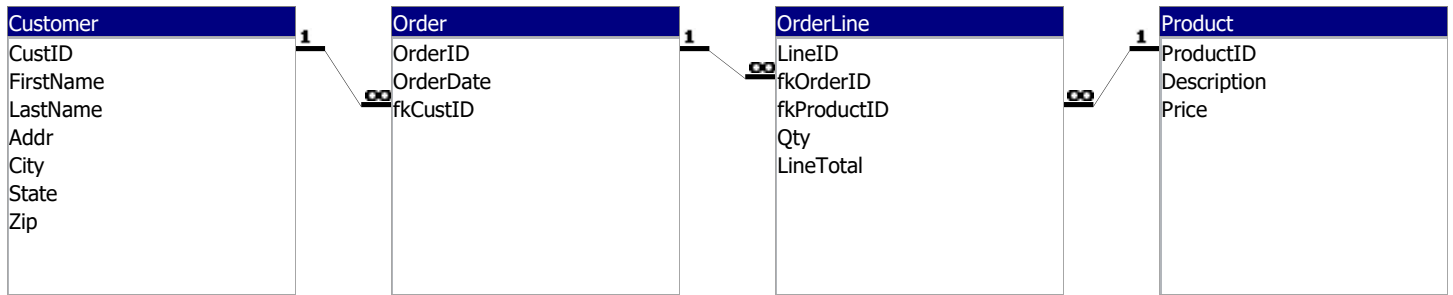 Customer
CustID
FirstName
LastName
Addr
City
State
Zip
1
∞
Order
OrderID
OrderDate
fkCustID
1
∞
OrderLine
LineID
fkOrderID
fkProductID
Qty
LineTotal
∞
1
Product
ProductID
Description
Price